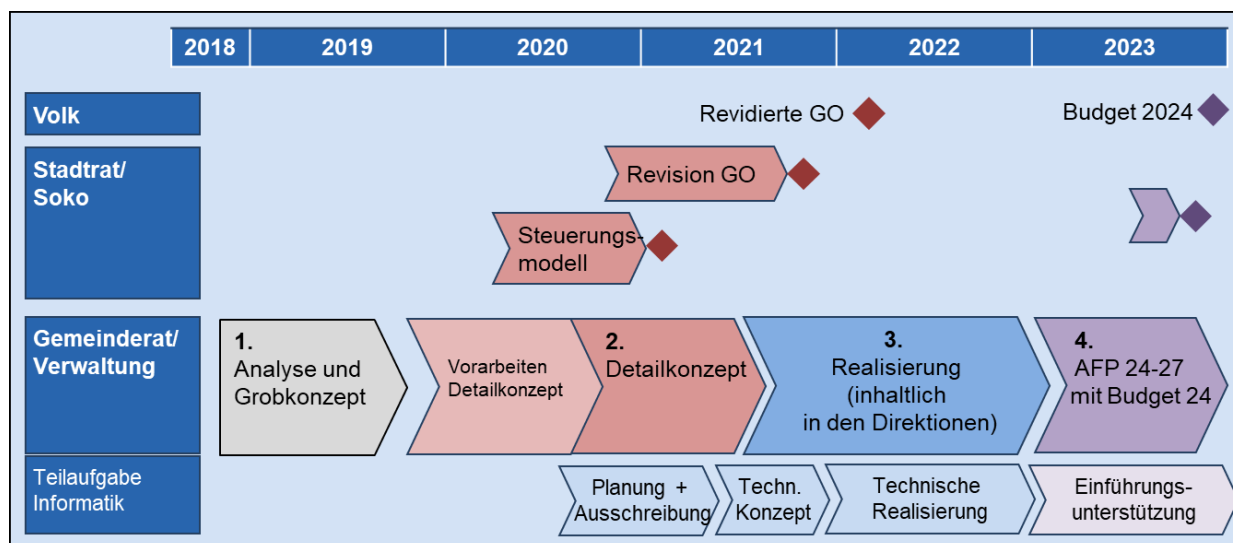 2018 2019 2020 2021 2022 2023
Volk
Revidierte GO
Budget 2024
Stadtrat/
Soko
Revision GO
Steuerungs-
modell
Gemeinderat/
Verwaltung
1.
Analyse und
Grobkonzept
Vorarbeiten
Detailkonzept
2.
Detailkonzept
3.
Realisierung
(inhaltlich
in den Direktionen)
4.
AFP 24-27
mit Budget 24
Teilaufgabe
Informatik
Planung +
Ausschreibung
Techn.
Konzept
Technische
Realisierung
Einführungs-
unterstützung